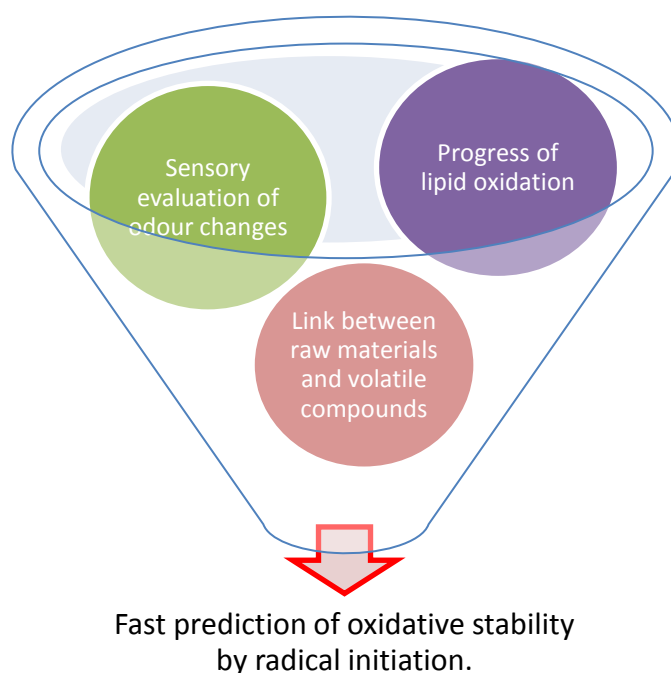 Sensory
evaluation of
odour changes
Progress of
lipid oxidation
Link between
raw materials
and volatile
compounds
Fast prediction of oxidative stability
by radical initiation.